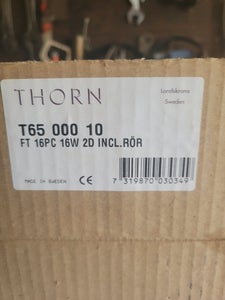 THORN
Landskrona
Sweden
T65 000 10
FT 16PC 16W 2D INCL.RÖR
MADE IN SWEDEN CE
7 319870 030349